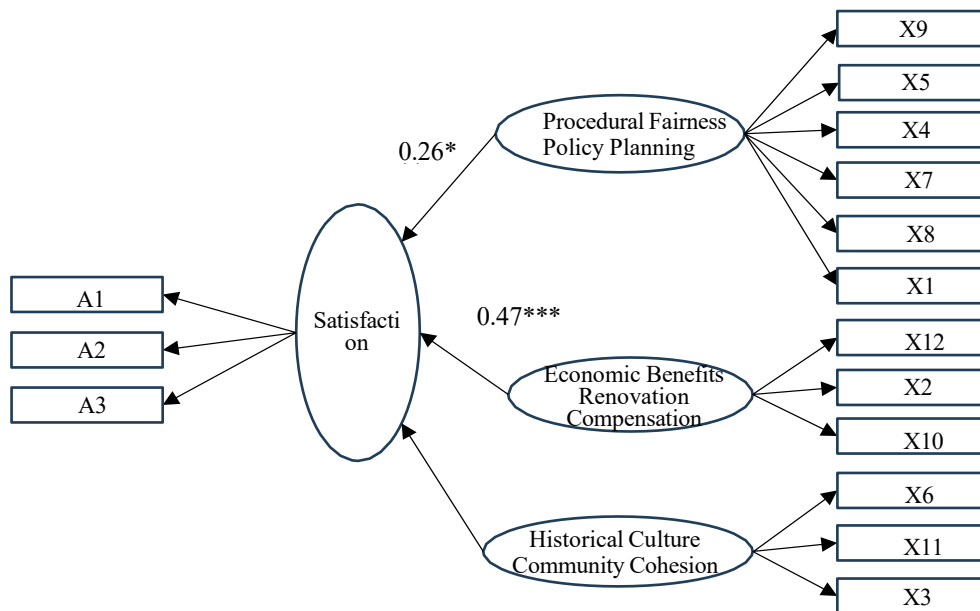 X9
X5
X4
X7
X8
X1
Procedural Fairness
Policy Planning
0.26*
A1
A2
A3
Satisfacti
on
0.47***
Economic Benefits
Renovation
Compensation
X12
X2
X10
Historical Culture
Community Cohesion
X6
X11
X3